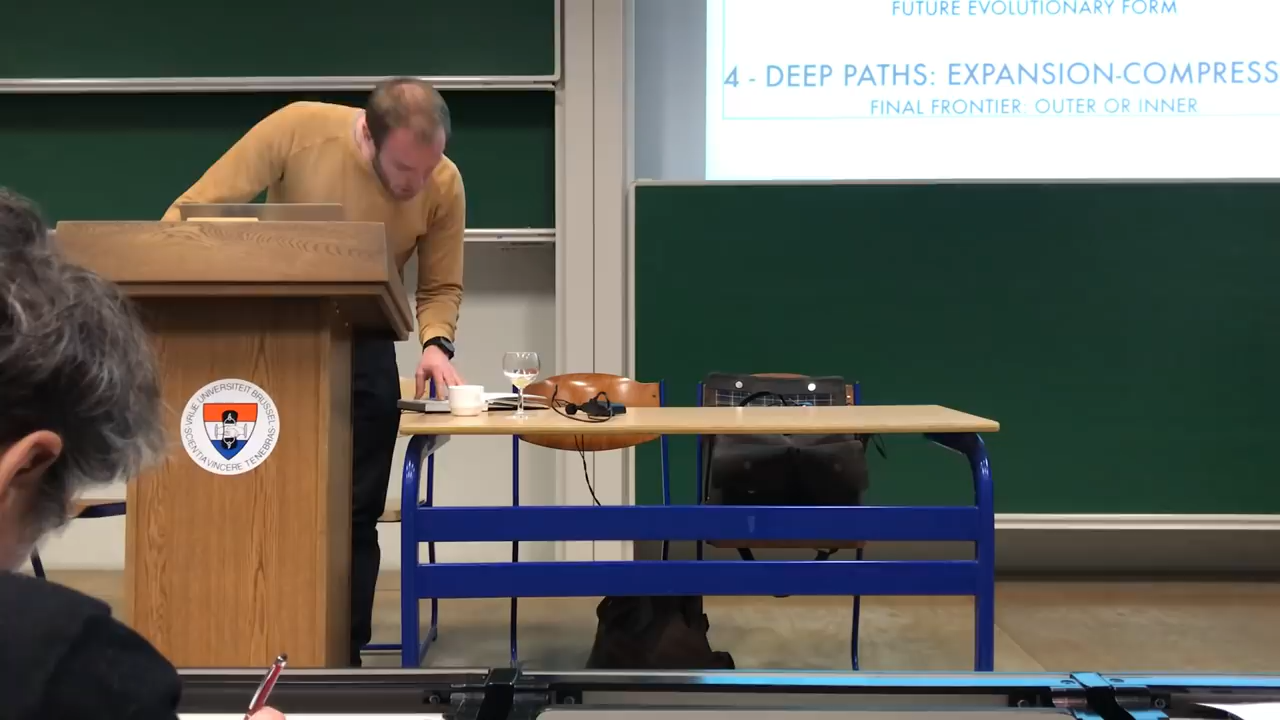 FUTURE EVOLUTIONARY FORM
4 - DEEP PATHS: EXPANSION-COMPRESS
FINAL FRONTIER: OUTER OR INNER
VRIJE UNIVERSITEIT BRUSSEL
SCIENTIA VINCERE TENEBRAS